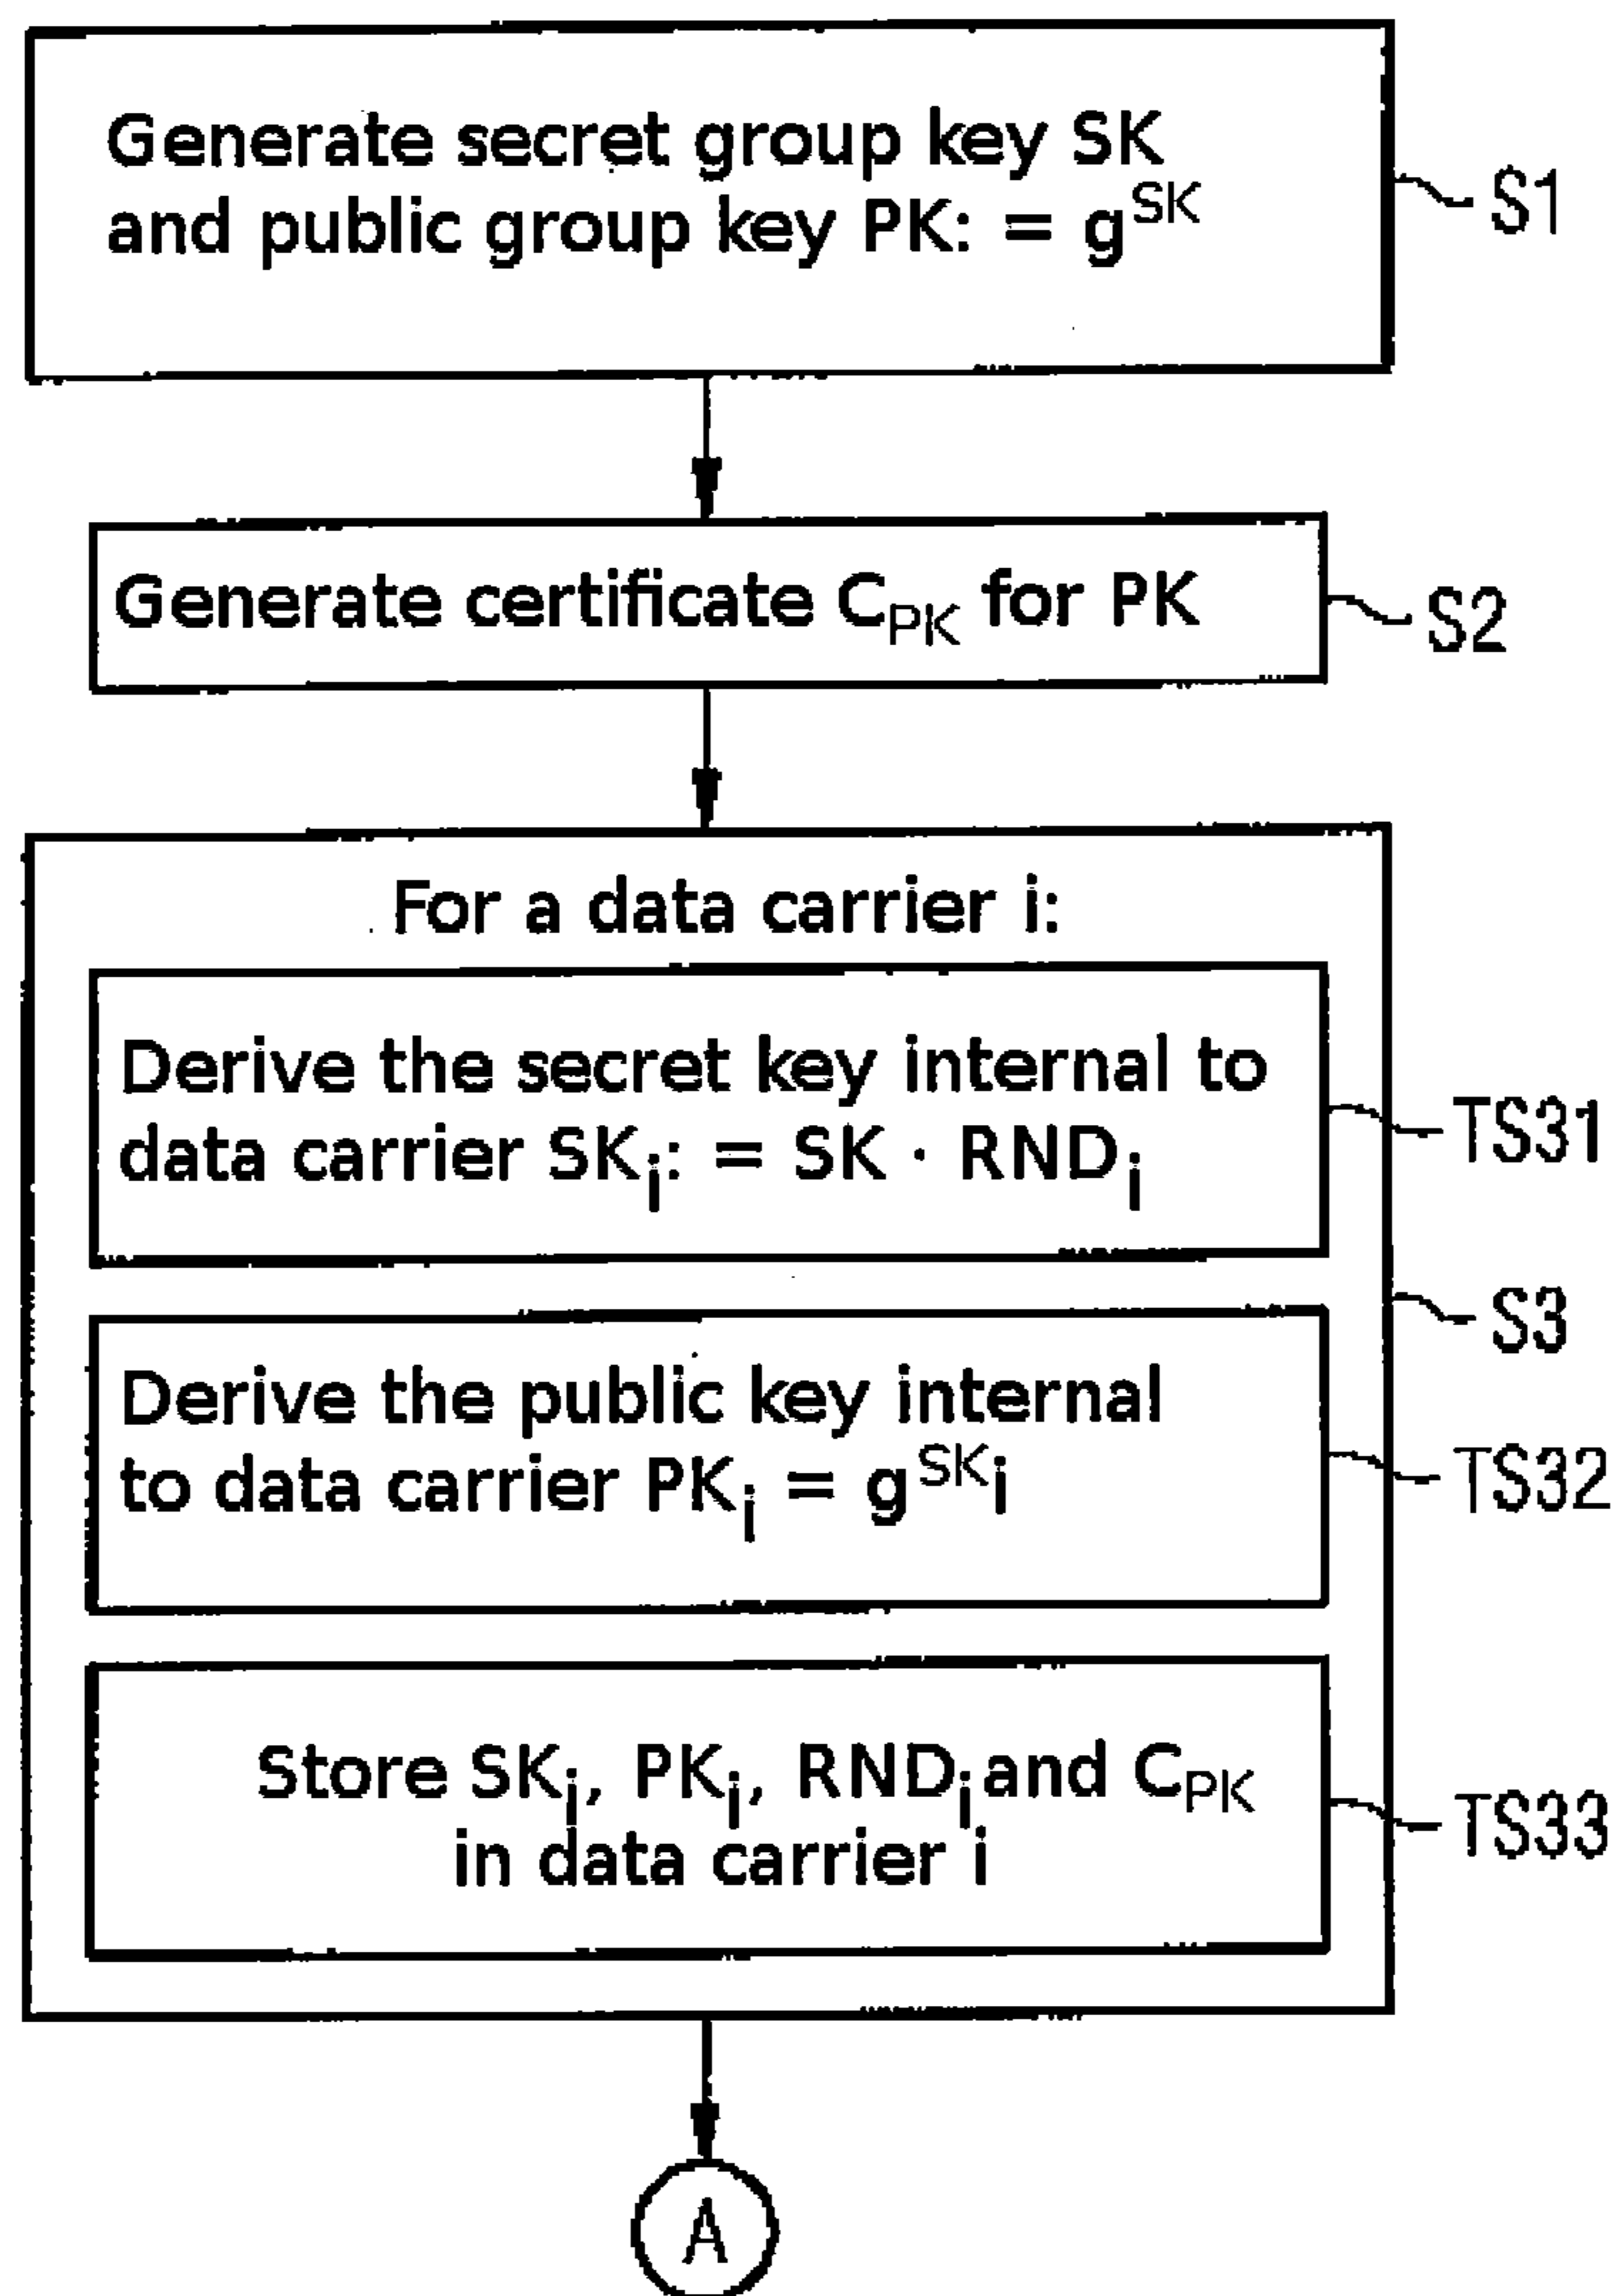 Generate secret group key SK
and public group key PK: = g^SK
S1
Generate certificate C_PK for PK
S2
For a data carrier i:
Derive the secret key internal to
data carrier SK_i: = SK · RND_i
TS31
S3
Derive the public key internal
to data carrier PK_i = g^SK_i
TS32
Store SK_i, PK_i, RND_i and C_PK
in data carrier i
TS33
A